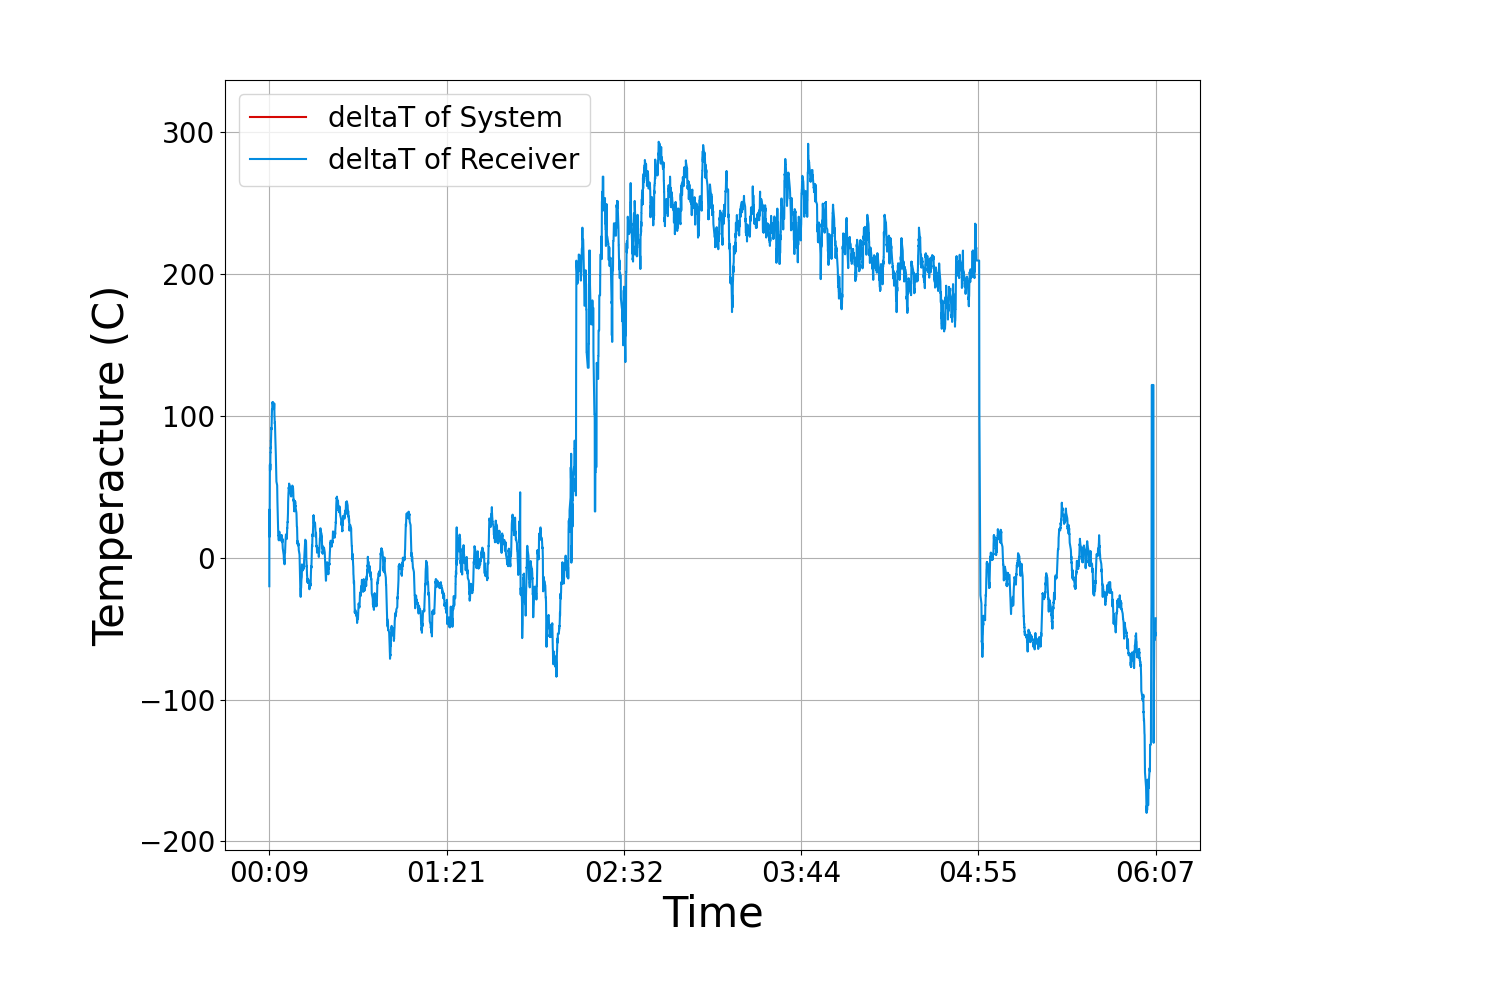 deltaT of System
deltaT of Receiver
300
200
100
0
−100
−200
Temperacture (C)
00:09 01:21 02:32 03:44 04:55 06:07
Time